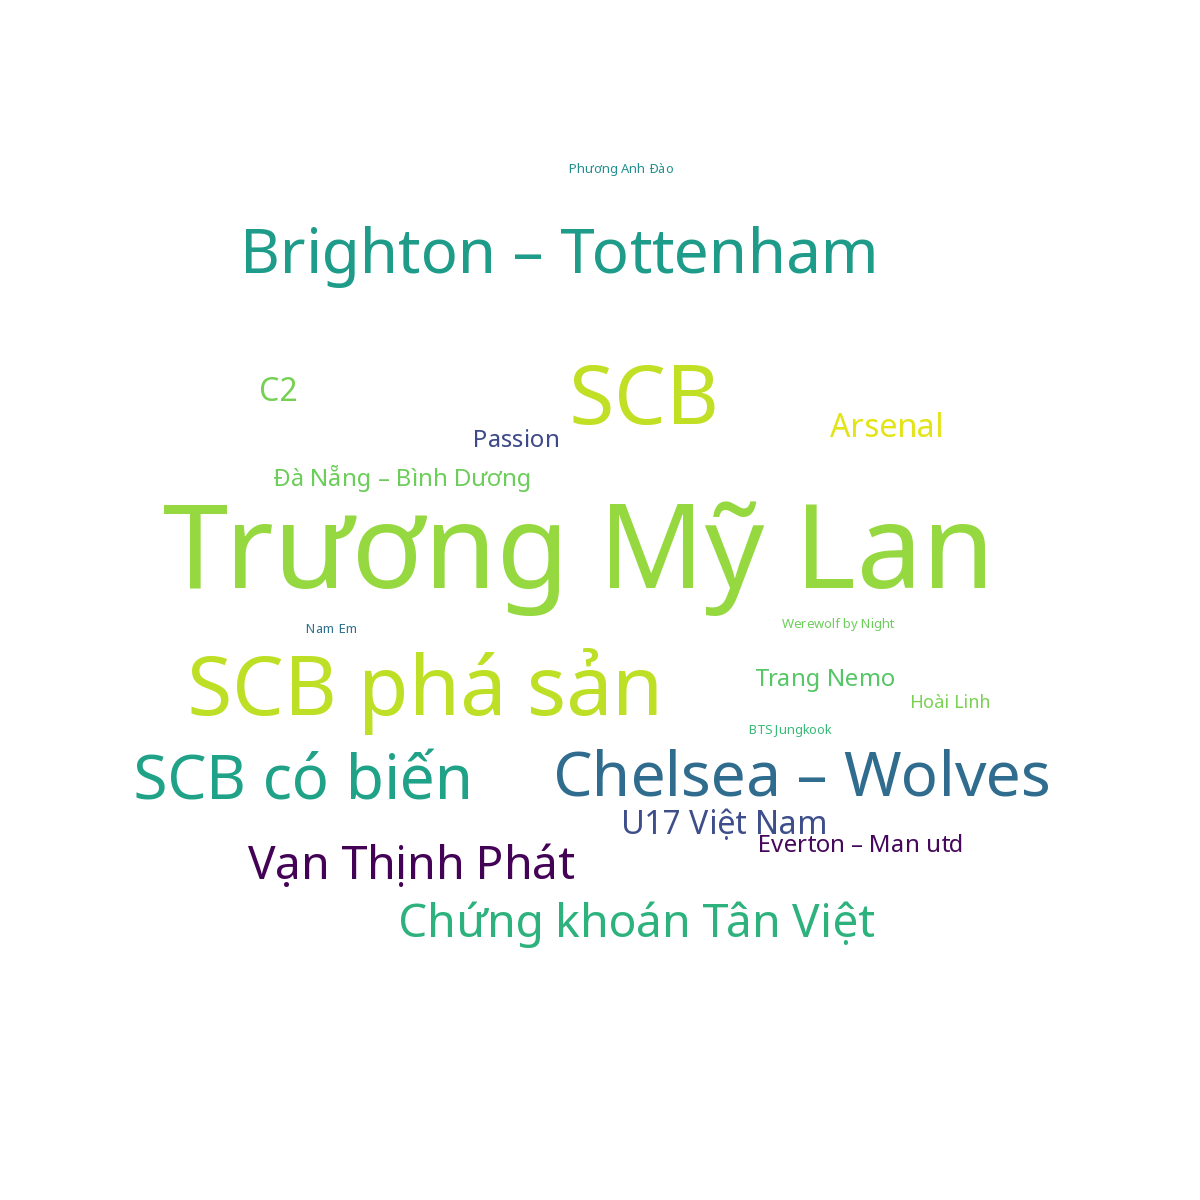 Phương Anh Đào
Brighton – Tottenham
SCB
C2
Arsenal
Passion
Đà Nẵng – Bình Dương
Trương Mỹ Lan
Werewolf by Night
Nam Em
SCB phá sản
Trang Nemo
Hoài Linh
BTS Jungkook
SCB có biến
Chelsea – Wolves
U17 Việt Nam
Everton – Man utd
Vạn Thịnh Phát
Chứng khoán Tân Việt